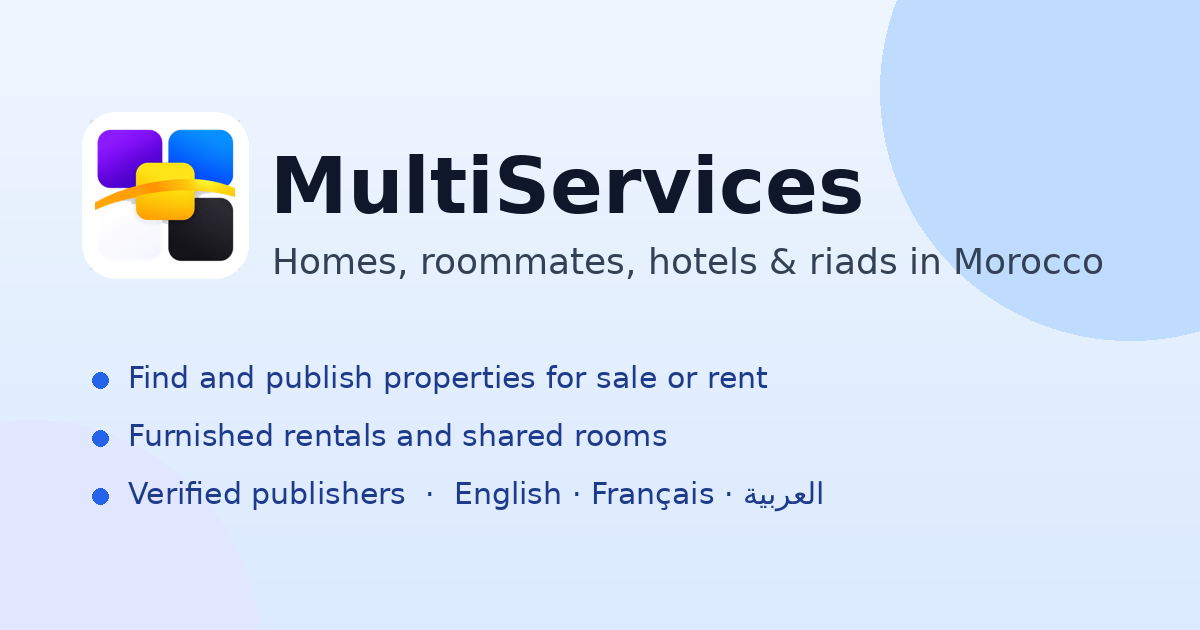 MultiServices
Homes, roommates, hotels & riads in Morocco
Find and publish properties for sale or rent
Furnished rentals and shared rooms
Verified publishers · English · Français · العربية